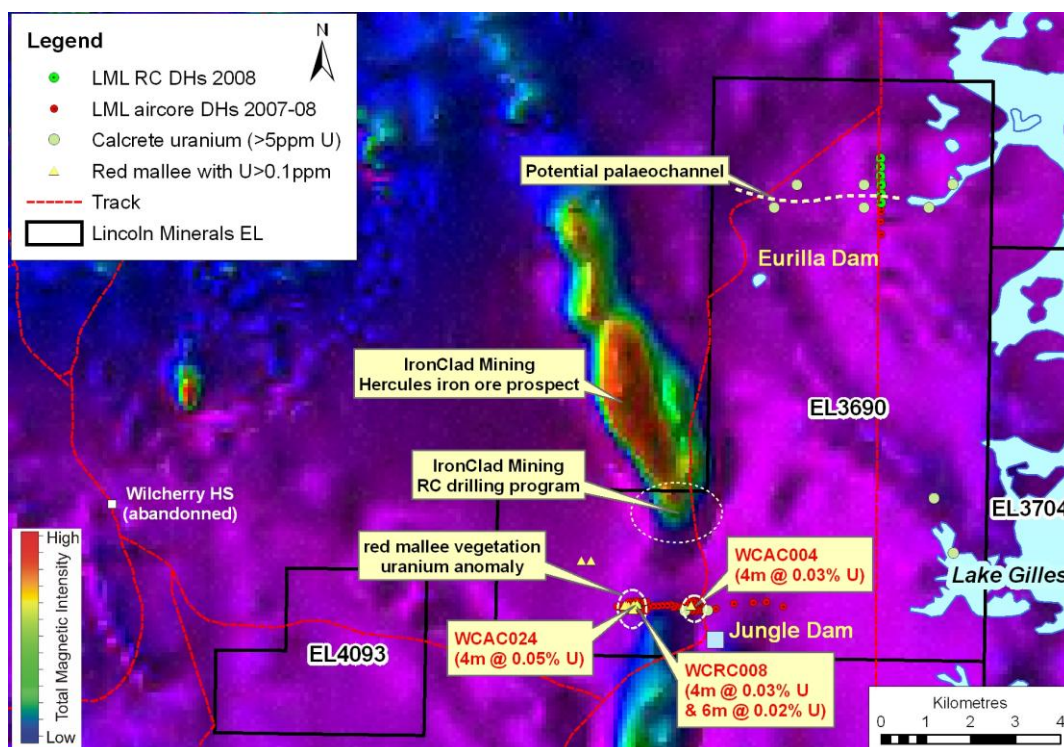 Legend
N
LML RC DHs 2008
LML aircore DHs 2007-08
Calcrete uranium (>5ppm U)
Red mallee with U>0.1ppm
Track
Lincoln Minerals EL
Potential palaeochannel
Eurilla Dam
IronClad Mining
Hercules iron ore prospect
EL3690
IronClad Mining
RC drilling program
Wilcherry HS
(abandonned)
EL3704
High
Total Magnetic Intensity
Low
red mallee vegetation
uranium anomaly
WCAC004
(4m @ 0.03% U)
Lake Gilles
WCAC024
(4m @ 0.05% U)
Jungle Dam
EL4093
WCRC008
(4m @ 0.03% U
& 6m @ 0.02% U)
Kilometres
0 1 2 3 4